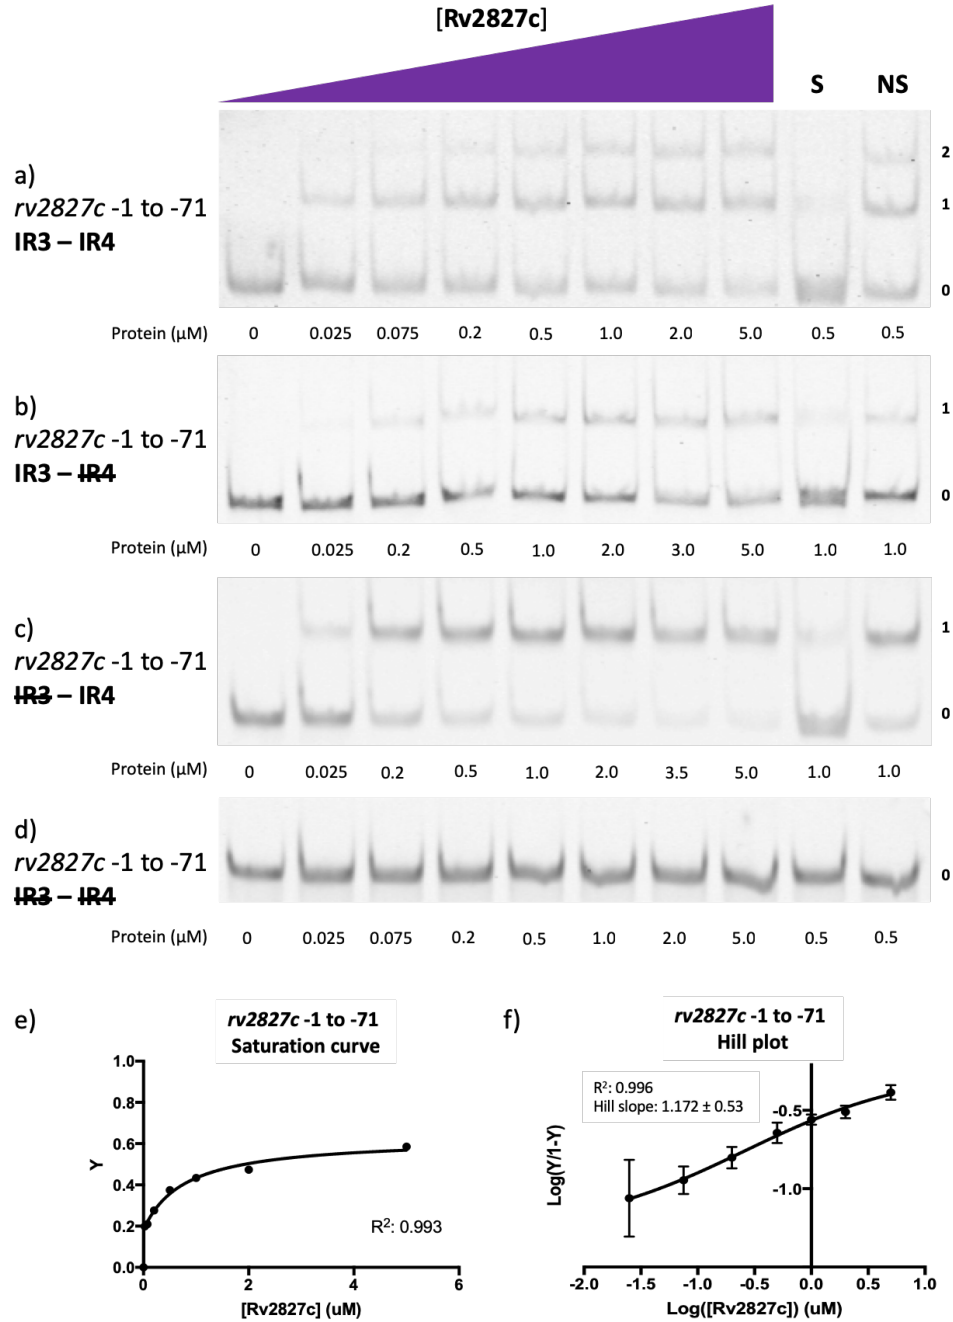 [Rv2827c]
S NS
a)
rv2827c -1 to -71
IR3 – IR4
2
1
0
Protein (µM) 0 0.025 0.075 0.2 0.5 1.0 2.0 5.0 0.5 0.5
b)
rv2827c -1 to -71
IR3 – IR4
1
0
Protein (µM) 0 0.025 0.2 0.5 1.0 2.0 3.0 5.0 1.0 1.0
c)
rv2827c -1 to -71
IR3 – IR4
1
0
Protein (µM) 0 0.025 0.2 0.5 1.0 2.0 3.5 5.0 1.0 1.0
d)
rv2827c -1 to -71
IR3 – IR4
0
Protein (µM) 0 0.025 0.075 0.2 0.5 1.0 2.0 5.0 0.5 0.5
e)
rv2827c -1 to -71
Saturation curve
1.0
0.8
0.6
0.4
0.2
0.0
Y
R²: 0.993
0 2 4 6
[Rv2827c] (uM)
f)
rv2827c -1 to -71
Hill plot
R²: 0.996
Hill slope: 1.172 ± 0.53
-0.5
-1.0
Log(Y/1-Y)
-2.0 -1.5 -1.0 -0.5 0.0 0.5 1.0
Log([Rv2827c]) (uM)